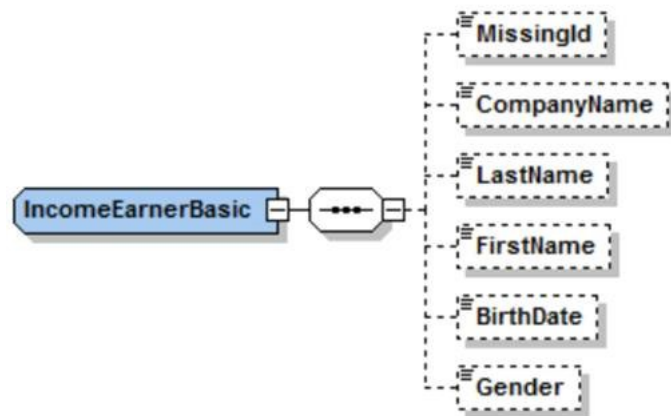 MissingId
CompanyName
LastName
IncomeEarnerBasic
FirstName
BirthDate
Gender